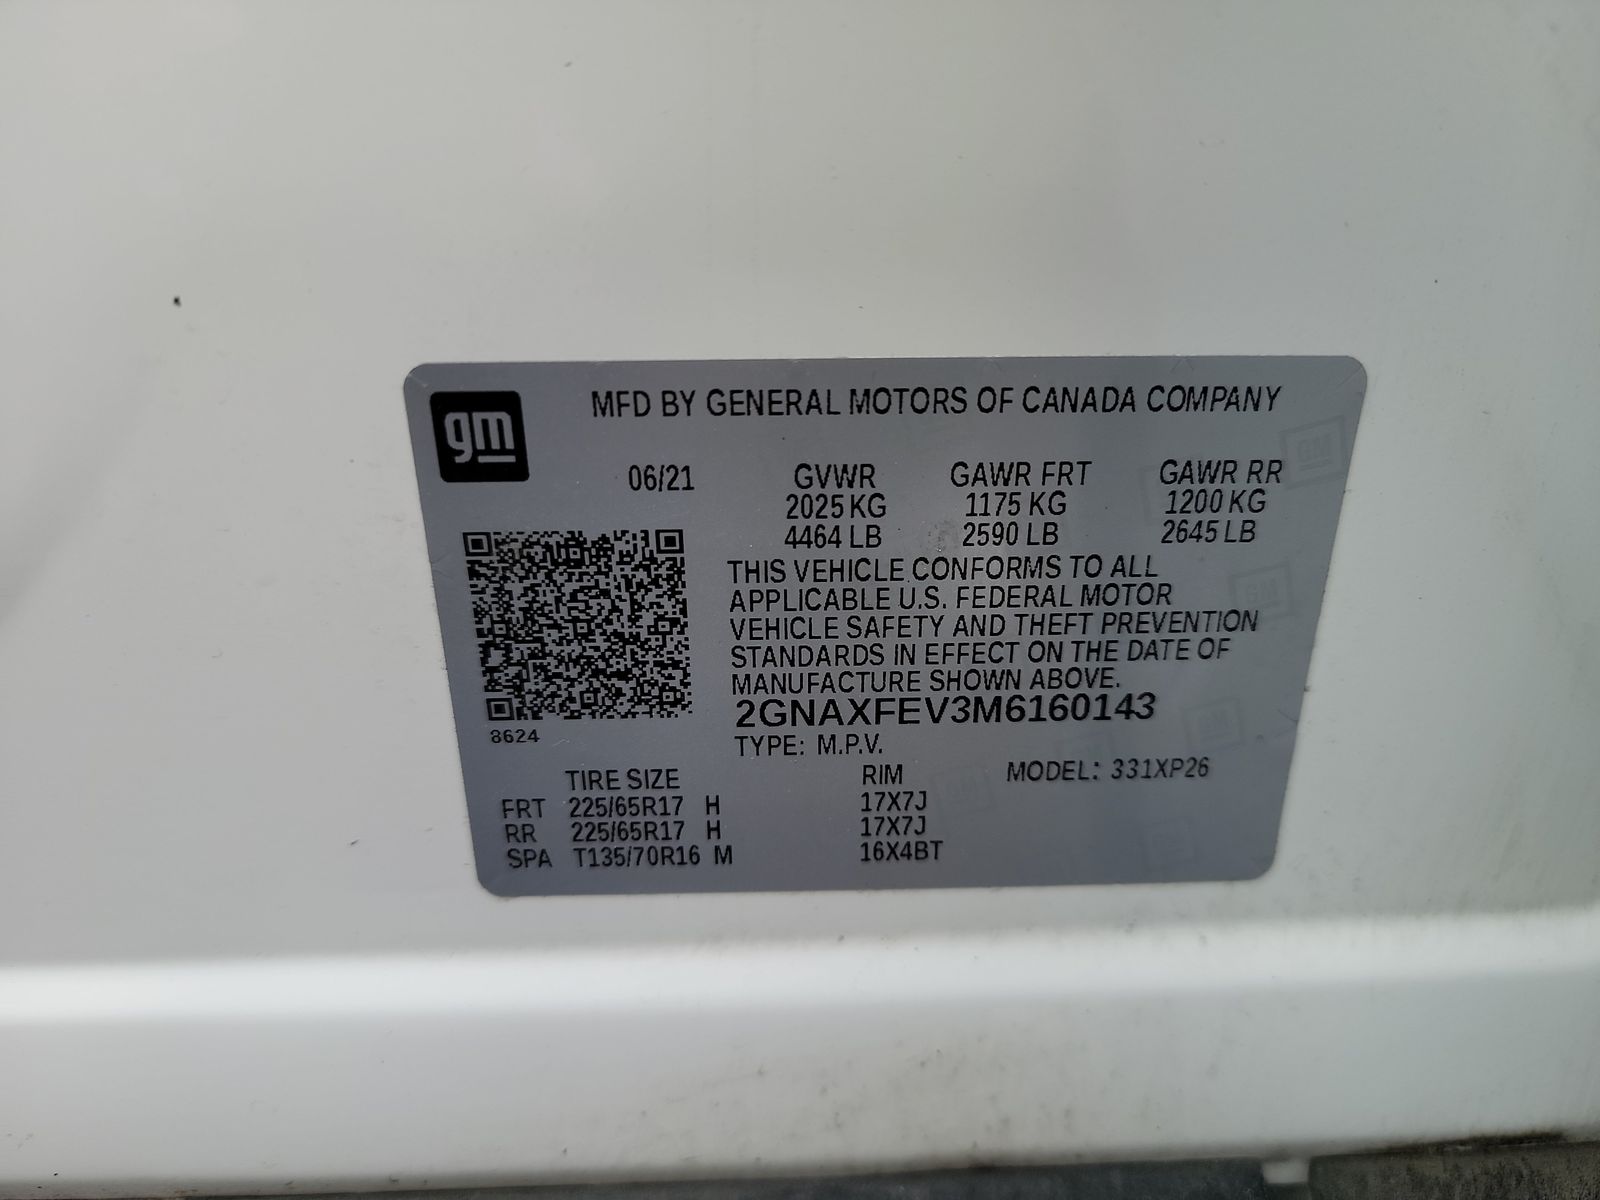 gm
MFD BY GENERAL MOTORS OF CANADA COMPANY
06/21 GVWR GAWR FRT GAWR RR
2025 KG 1175 KG 1200 KG
4464 LB 2590 LB 2645 LB
THIS VEHICLE CONFORMS TO ALL
APPLICABLE U.S. FEDERAL MOTOR
VEHICLE SAFETY AND THEFT PREVENTION
STANDARDS IN EFFECT ON THE DATE OF
MANUFACTURE SHOWN ABOVE.
2GNAXFEV3M6160143
8624
TYPE: M.P.V.
TIRE SIZE RIM MODEL: 331XP26
FRT 225/65R17 H 17X7J
RR 225/65R17 H 17X7J
SPA T135/70R16 M 16X4BT